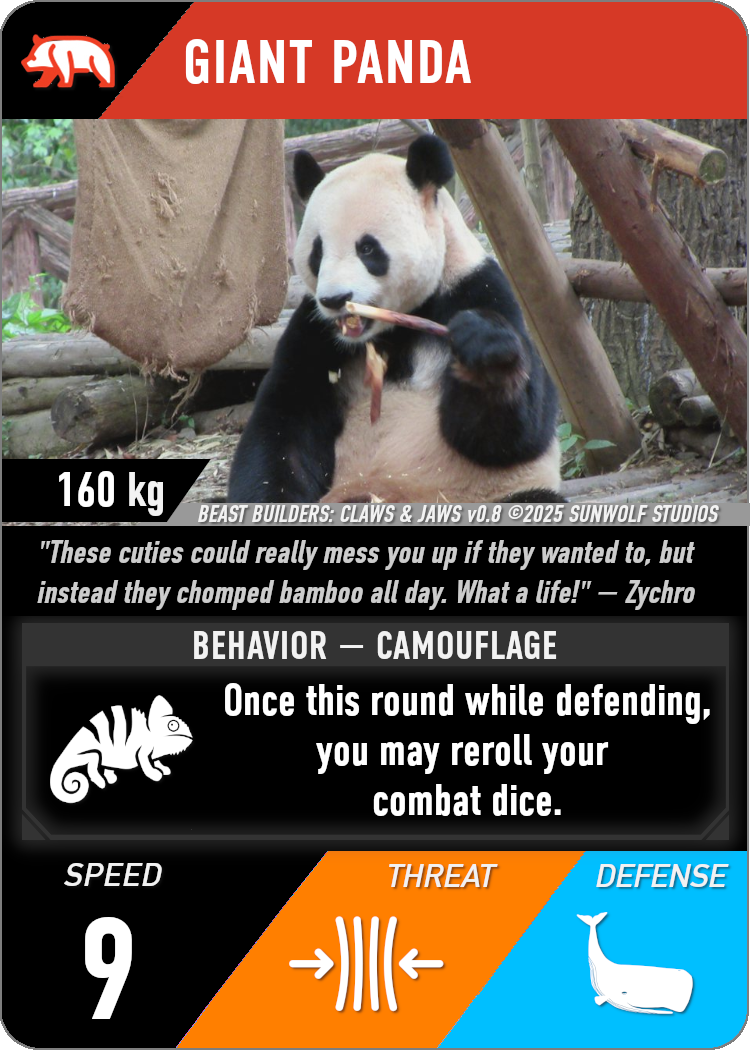 GIANT PANDA
160 kg
BEAST BUILDERS: CLAWS & JAWS v0.8 ©2025 SUNWOLF STUDIOS
"These cuties could really mess you up if they wanted to, but
instead they chomped bamboo all day. What a life!" — Zychro
BEHAVIOR — CAMOUFLAGE
Once this round while defending,
you may reroll your
combat dice.
SPEED
THREAT
DEFENSE
9